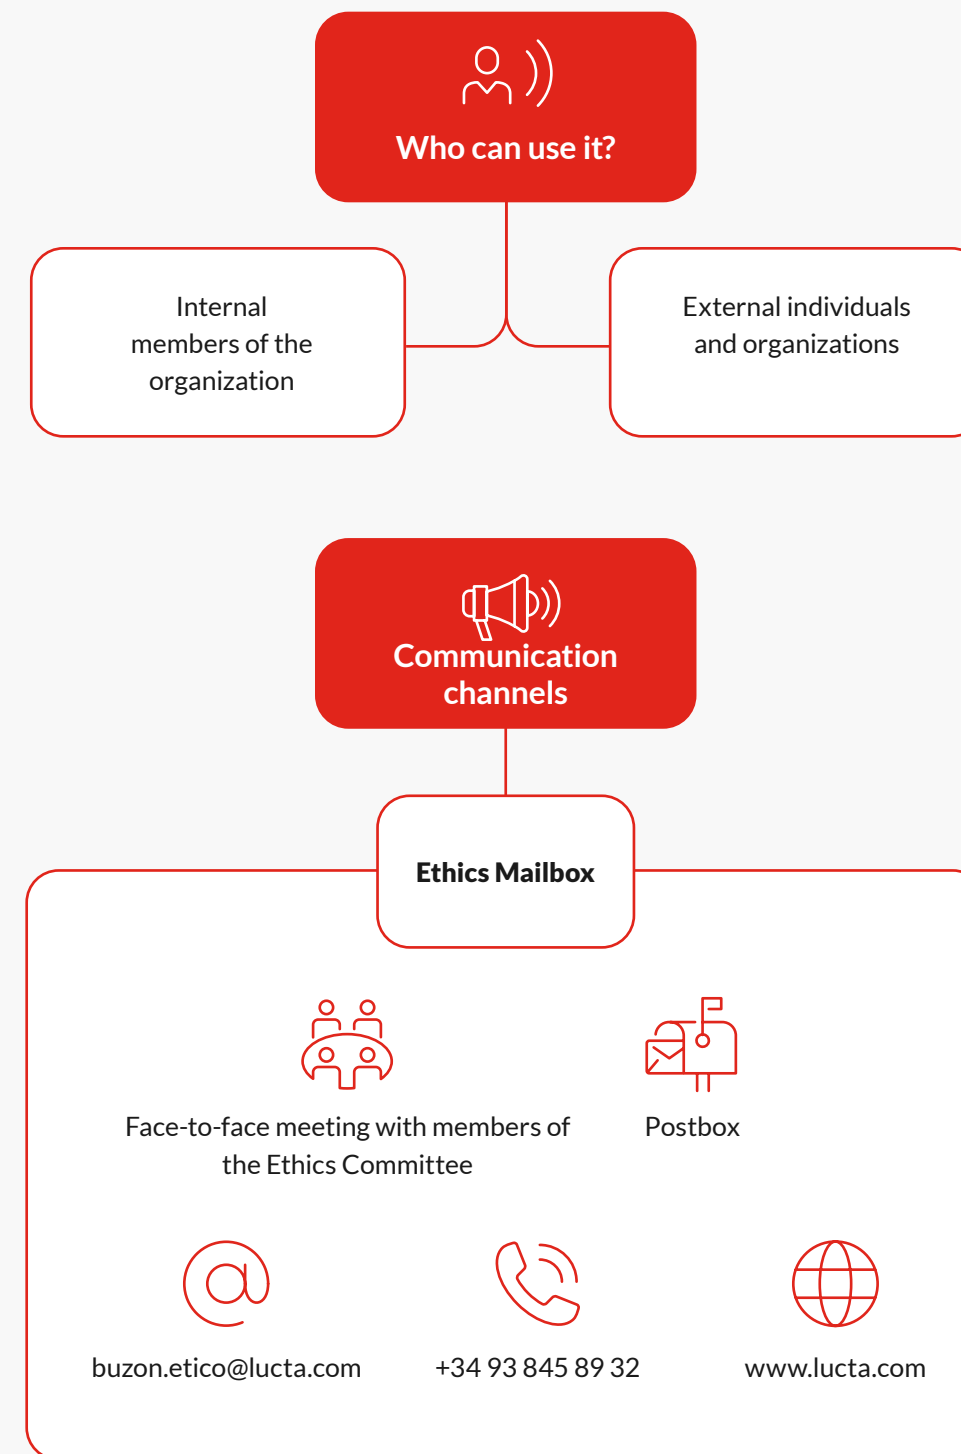 Who can use it?
Internal
members of the
organization
External individuals
and organizations
Communication
channels
Ethics Mailbox
Face-to-face meeting with members of
the Ethics Committee
Postbox
buzon.etico@lucta.com
+34 93 845 89 32
www.lucta.com